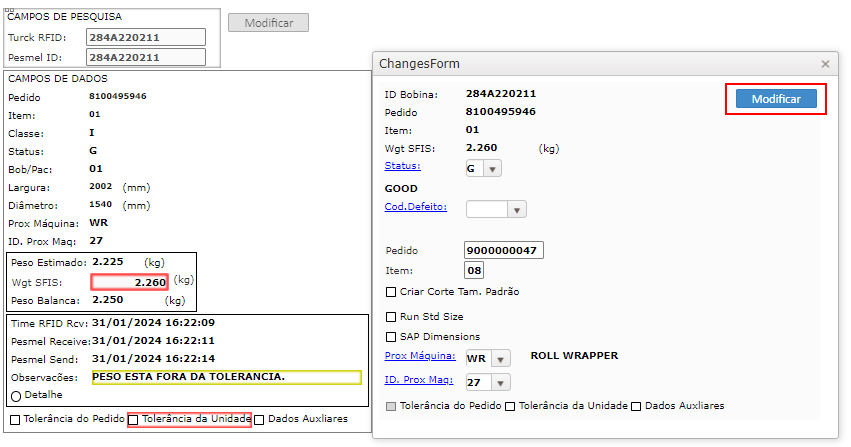 CAMPOS DE PESQUISA
Turck RFID: 284A220211
Pesmel ID: 284A220211
Modificar
CAMPOS DE DADOS
Pedido 8100495946
Item: 01
Classe: I
Status: G
Bob/Pac: 01
Largura: 2002 (mm)
Diâmetro: 1540 (mm)
Prox Máquina: WR
ID. Prox Maq: 27
Peso Estimado: 2.225 (kg)
Wgt SFIS: 2.260 (kg)
Peso Balanca: 2.250 (kg)
Time RFID Rcv: 31/01/2024 16:22:09
Pesmel Receive: 31/01/2024 16:22:11
Pesmel Send: 31/01/2024 16:22:14
Observacões: PESO ESTA FORA DA TOLERANCIA.
Detalhe
Tolerância do Pedido Tolerância da Unidade Dados Auxliares
ChangesForm ×
ID Bobina: 284A220211
Modificar
Pedido 8100495946
Item: 01
Wgt SFIS: 2.260 (kg)
Status: G
GOOD
Cod.Defeito:
Pedido 9000000047
Item: 08
Criar Corte Tam. Padrão
Run Std Size
SAP Dimensions
Prox Máquina: WR ROLL WRAPPER
ID. Prox Maq: 27
Tolerância do Pedido Tolerância da Unidade Dados Auxliares